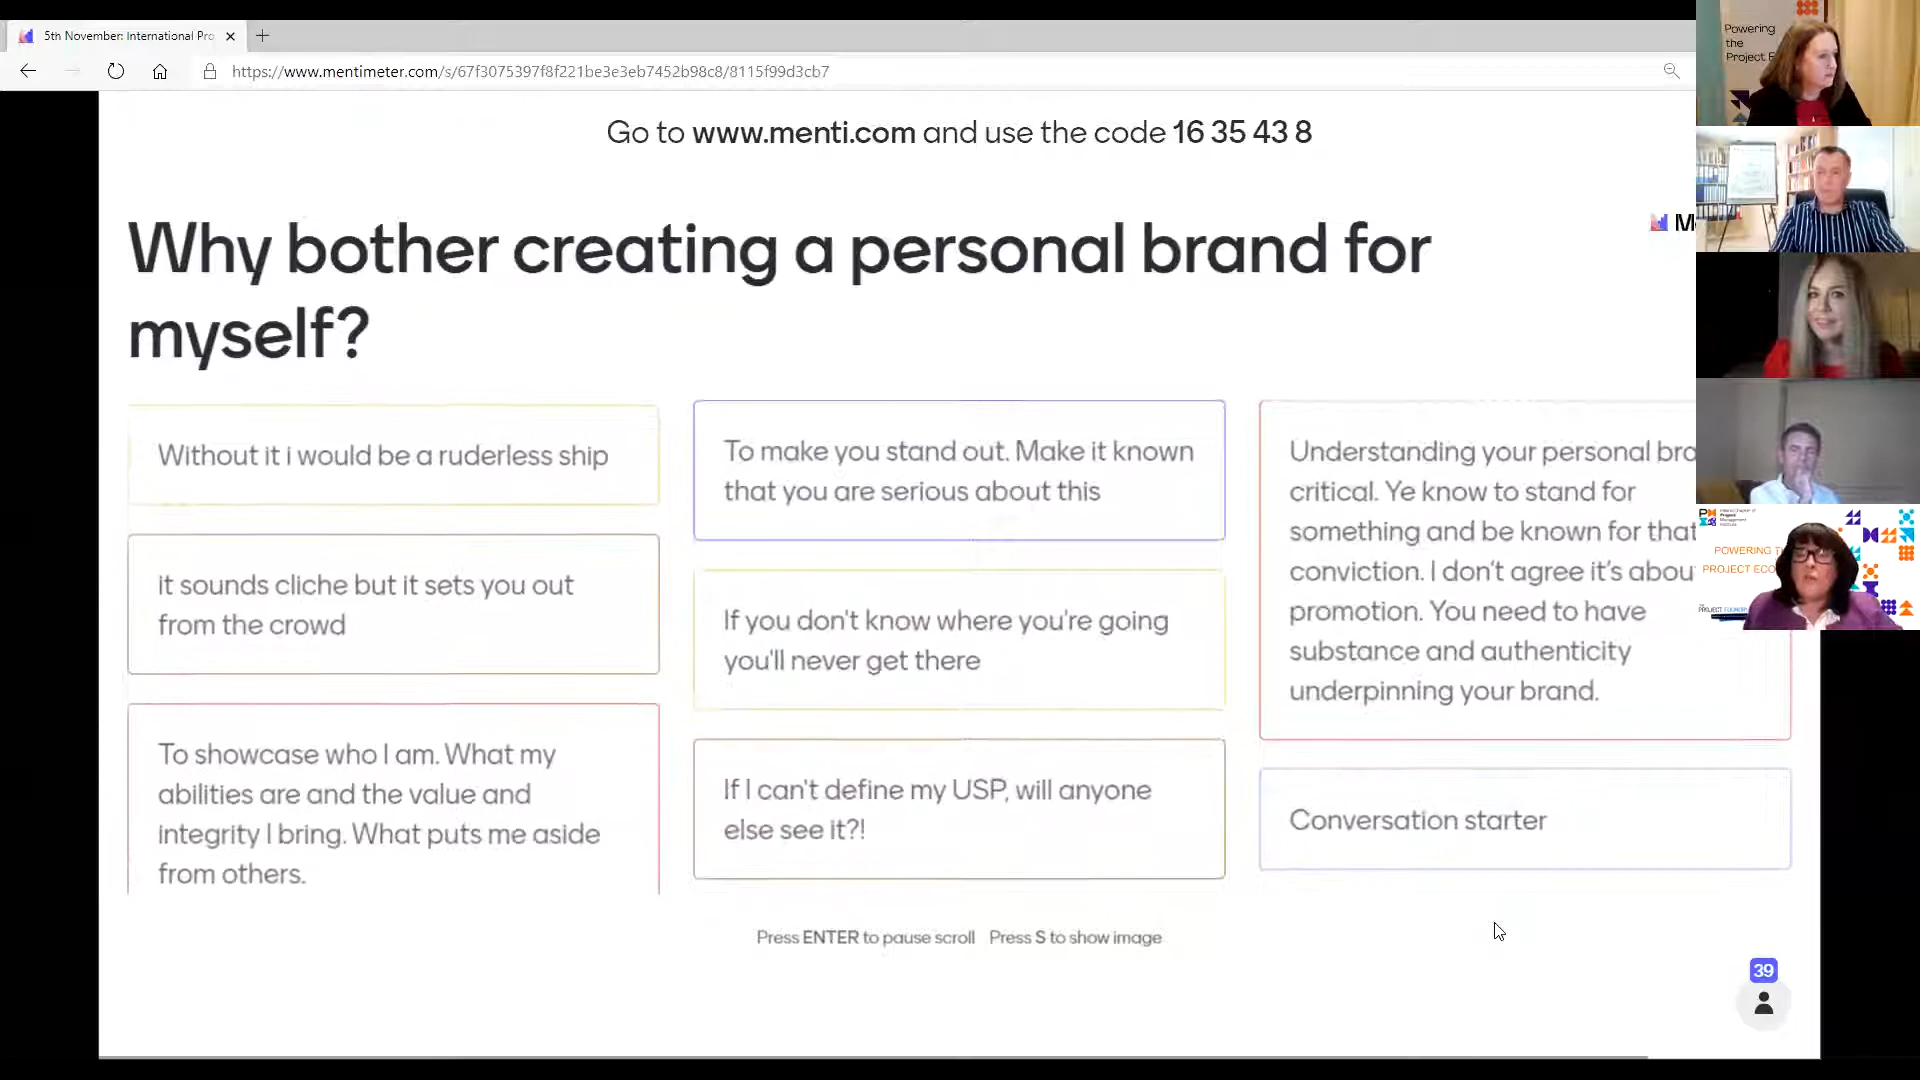 5th November: International Pro
https://www.mentimeter.com/s/67f3075397f8f221be3e3eb7452b98c8/8115f99d3cb7
Go to www.menti.com and use the code 16 35 43 8
Why bother creating a personal brand for
myself?
Without it i would be a ruderless ship
it sounds cliche but it sets you out
from the crowd
To showcase who I am. What my
abilities are and the value and
integrity I bring. What puts me aside
from others.
To make you stand out. Make it known
that you are serious about this
If you don't know where you're going
you'll never get there
If I can't define my USP, will anyone
else see it?!
Understanding your personal bra
critical. Ye know to stand for
something and be known for that
conviction. I don't agree it's abou
promotion. You need to have
substance and authenticity
underpinning your brand.
Conversation starter
Press ENTER to pause scroll Press S to show image
39
Powering
the
Project E
POWERING T
PROJECT ECO